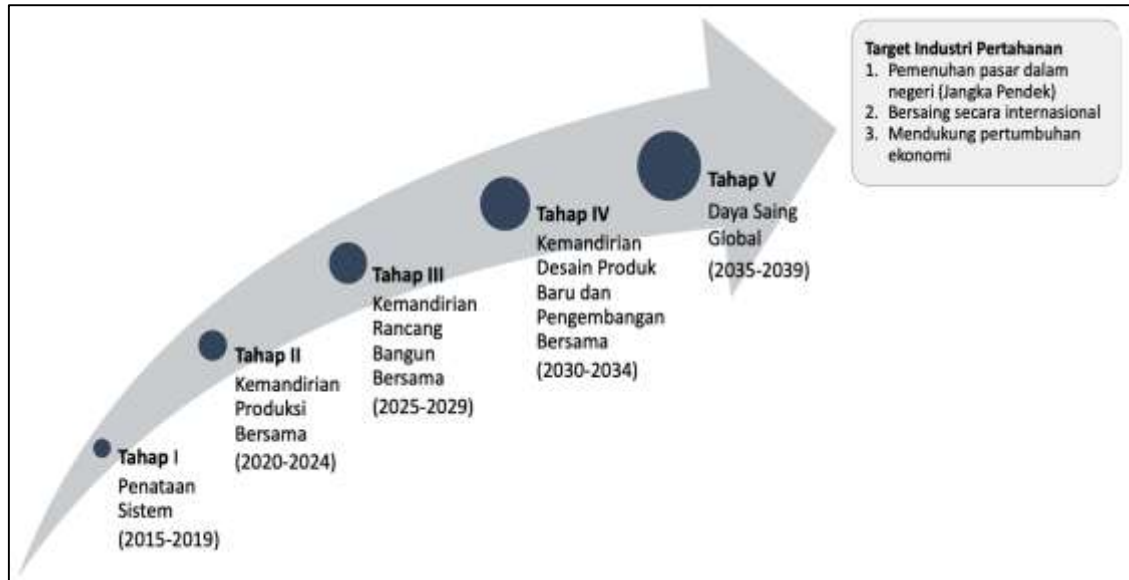 Tahap I
Penataan
Sistem
(2015-2019)
Tahap II
Kemandirian
Produksi
Bersama
(2020-2024)
Tahap III
Kemandirian
Rancang
Bangun
Bersama
(2025-2029)
Tahap IV
Kemandirian
Desain Produk
Baru dan
Pengembangan
Bersama
(2030-2034)
Tahap V
Daya Saing
Global
(2035-2039)
Target Industri Pertahanan
1. Pemenuhan pasar dalam
negeri (Jangka Pendek)
2. Bersaing secara internasional
3. Mendukung pertumbuhan
ekonomi